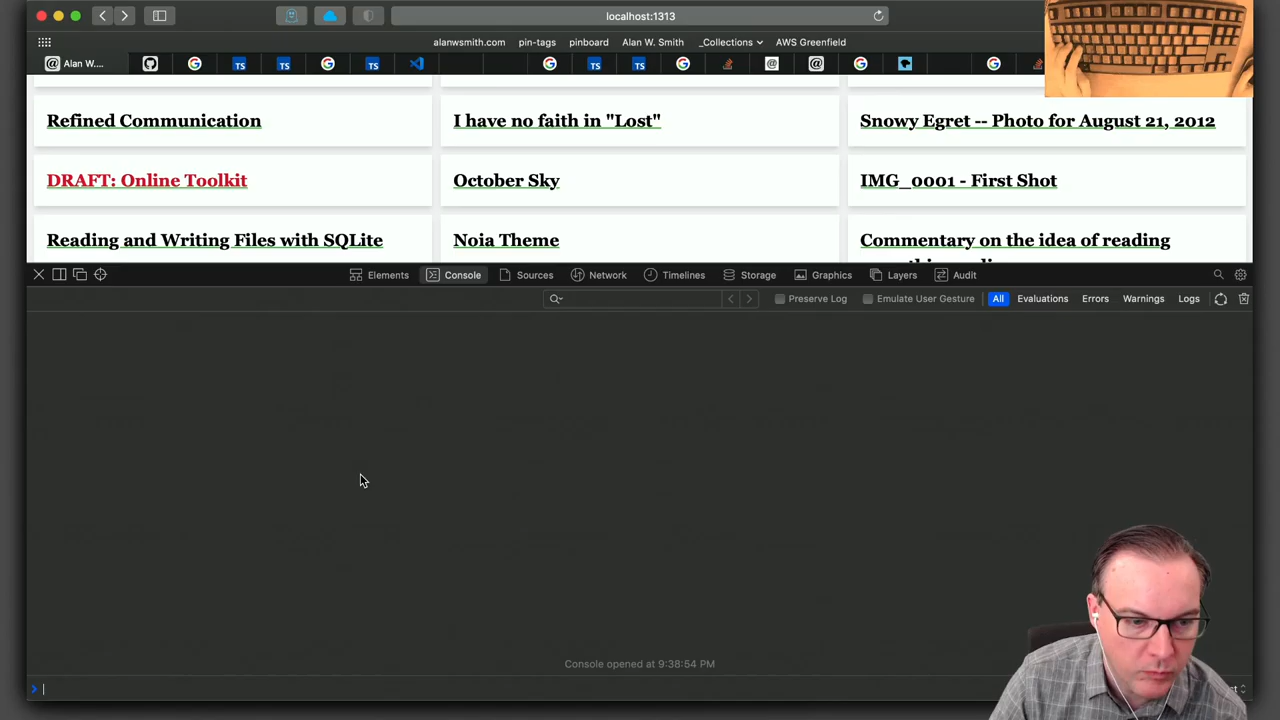 localhost:1313
alanwsmith.com pin-tags pinboard Alan W. Smith _Collections AWS Greenfield
Alan W....
Refined Communication
I have no faith in "Lost"
Snowy Egret -- Photo for August 21, 2012
DRAFT: Online Toolkit
October Sky
IMG_0001 - First Shot
Reading and Writing Files with SQLite
Noia Theme
Commentary on the idea of reading
Elements Console Sources Network Timelines Storage Graphics Layers Audit
Preserve Log Emulate User Gesture All Evaluations Errors Warnings Logs
Console opened at 9:38:54 PM